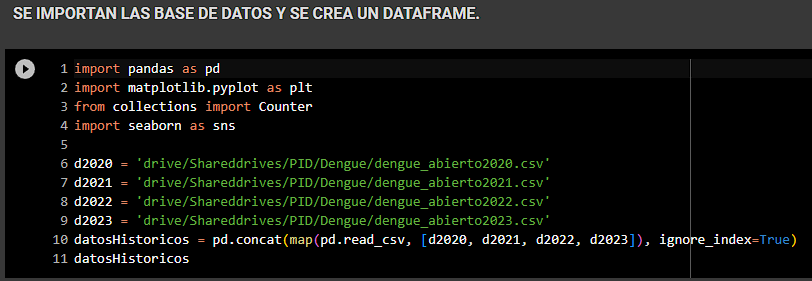 SE IMPORTAN LAS BASE DE DATOS Y SE CREA UN DATAFRAME.
1 import pandas as pd
2 import matplotlib.pyplot as plt
3 from collections import Counter
4 import seaborn as sns
5
6 d2020 = 'drive/Shareddrives/PID/Dengue/dengue_abierto2020.csv'
7 d2021 = 'drive/Shareddrives/PID/Dengue/dengue_abierto2021.csv'
8 d2022 = 'drive/Shareddrives/PID/Dengue/dengue_abierto2022.csv'
9 d2023 = 'drive/Shareddrives/PID/Dengue/dengue_abierto2023.csv'
10 datosHistoricos = pd.concat(map(pd.read_csv, [d2020, d2021, d2022, d2023]), ignore_index=True)
11 datosHistoricos